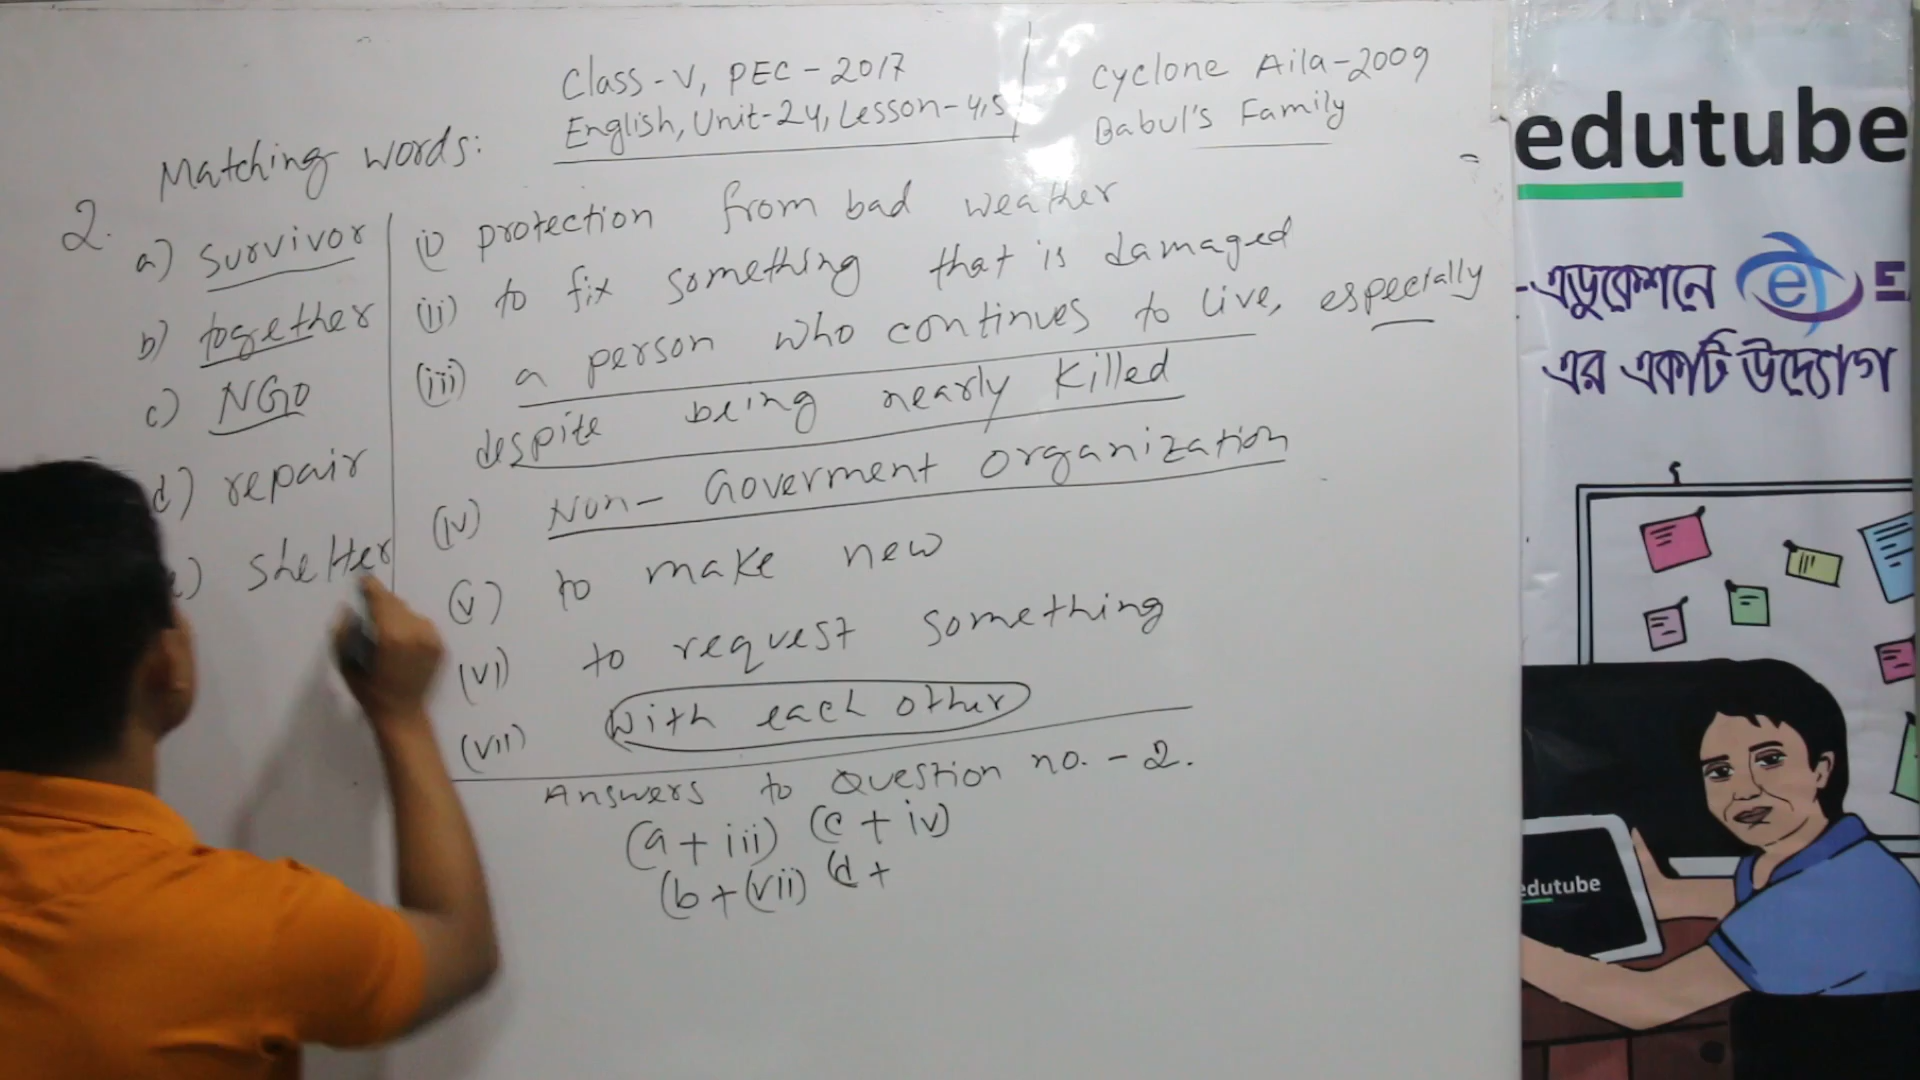 Class-V, PEC-2017
English, Unit-24, Lesson-4,5
Cyclone Aila-2009
Babul's Family
Matching words:
2.
a) survivor
b) together
c) NGO
d) repair
e) shelter
(i) protection from bad weather
(ii) to fix something that is damaged
(iii) a person who continues to live, especially
despite being nearly killed
(iv) Non-Goverment organization
(v) to make new
(vi) to request something
(vii) with each other
Answers to Question no. - 2.
(a + iii) (c + iv)
(b + (vii) (d +
edutube
-এডুকেশনে e E
এর একটি উদ্যোগ
edutube